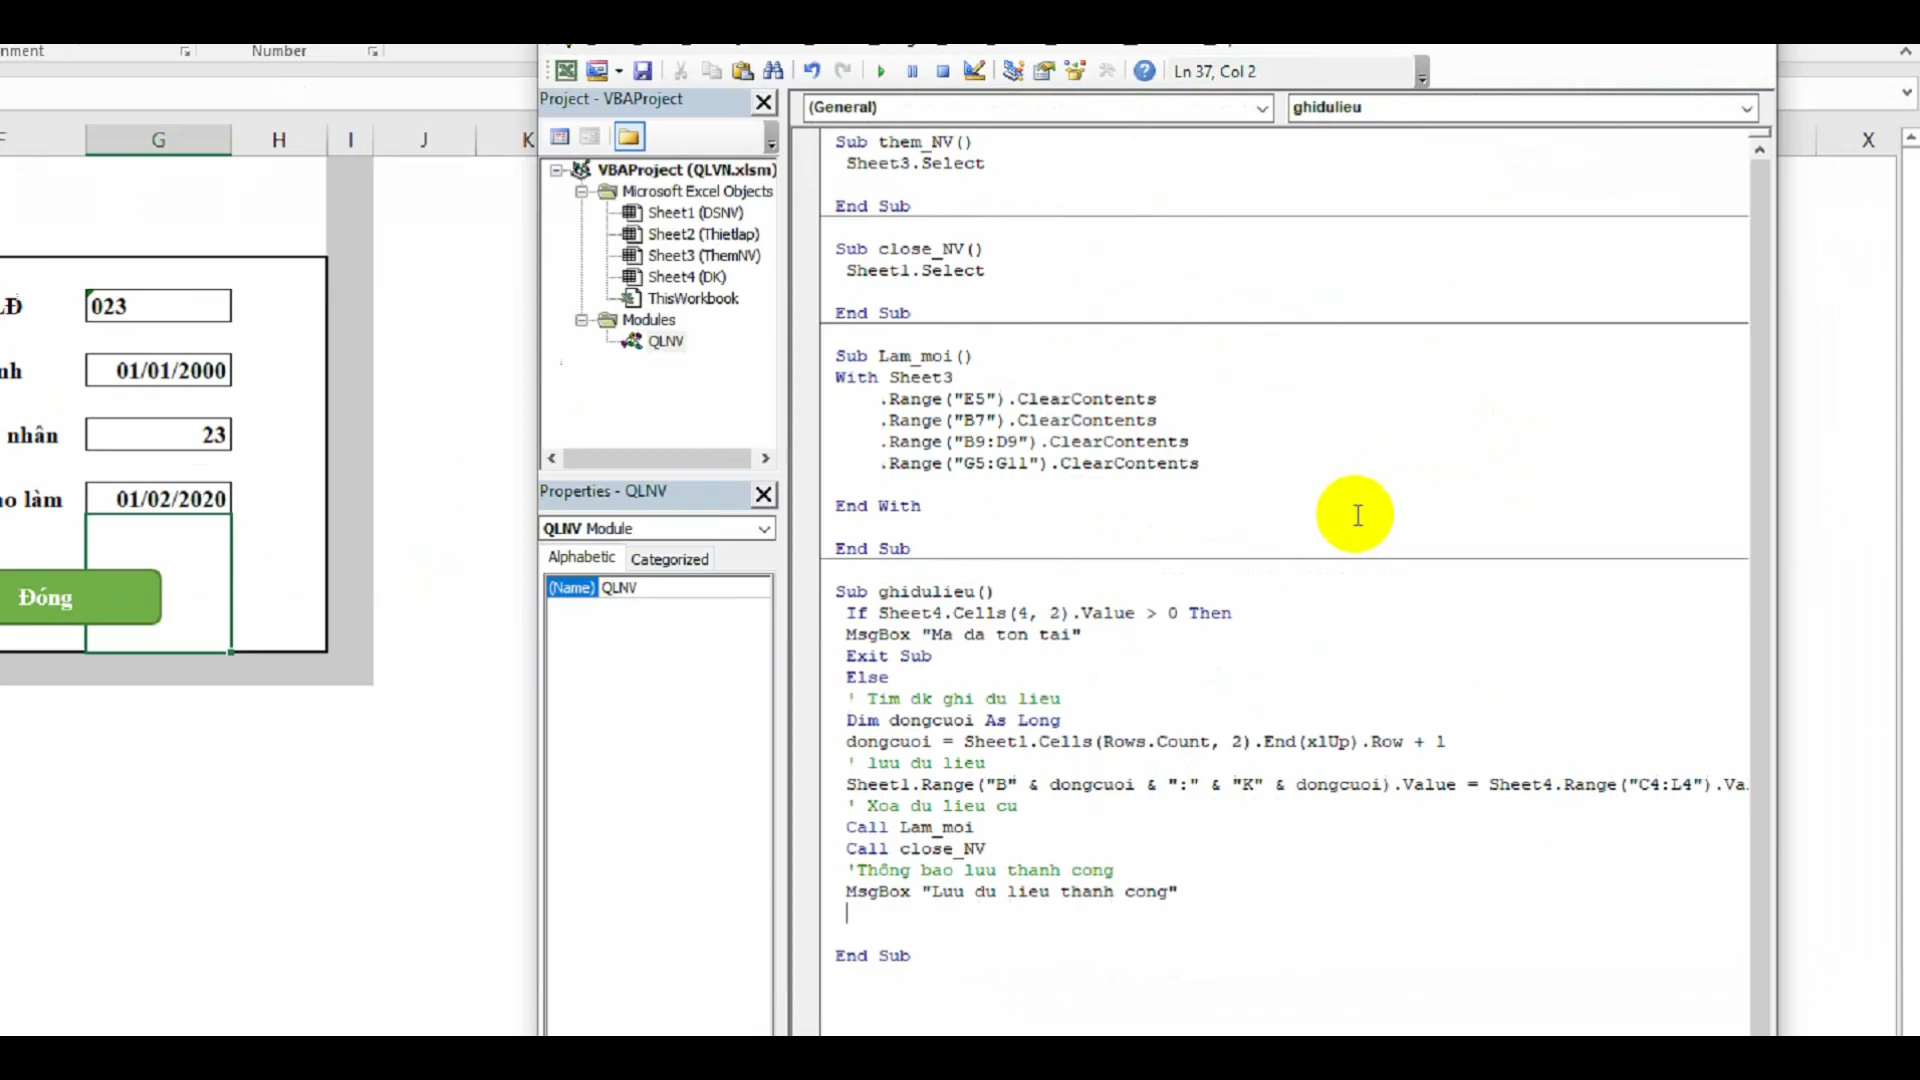 nment
Number
Ln 37, Col 2
Project - VBAProject
(General)
ghidulieu
G
H
I
J
K
X
VBAProject (QLVN.xlsm)
Microsoft Excel Objects
Sheet1 (DSNV)
Sheet2 (Thietlap)
Sheet3 (ThemNV)
Sheet4 (DK)
ThisWorkbook
Modules
QLNV
LĐ
023
nh
01/01/2000
nhân
23
o làm
01/02/2020
Đóng
Properties - QLNV
QLNV Module
Alphabetic
Categorized
(Name) QLNV
Sub them_NV()
Sheet3.Select
End Sub
Sub close_NV()
Sheet1.Select
End Sub
Sub Lam_moi()
With Sheet3
.Range("E5").ClearContents
.Range("B7").ClearContents
.Range("B9:D9").ClearContents
.Range("G5:G11").ClearContents
End With
End Sub
Sub ghidulieu()
If Sheet4.Cells(4, 2).Value > 0 Then
MsgBox "Ma da ton tai"
Exit Sub
Else
' Tim dk ghi du lieu
Dim dongcuoi As Long
dongcuoi = Sheet1.Cells(Rows.Count, 2).End(xlUp).Row + 1
' luu du lieu
Sheet1.Range("B" & dongcuoi & ":" & "K" & dongcuoi).Value = Sheet4.Range("C4:L4").Va
' Xoa du lieu cu
Call Lam_moi
Call close_NV
'Thông bao luu thanh cong
MsgBox "Luu du lieu thanh cong"
End Sub